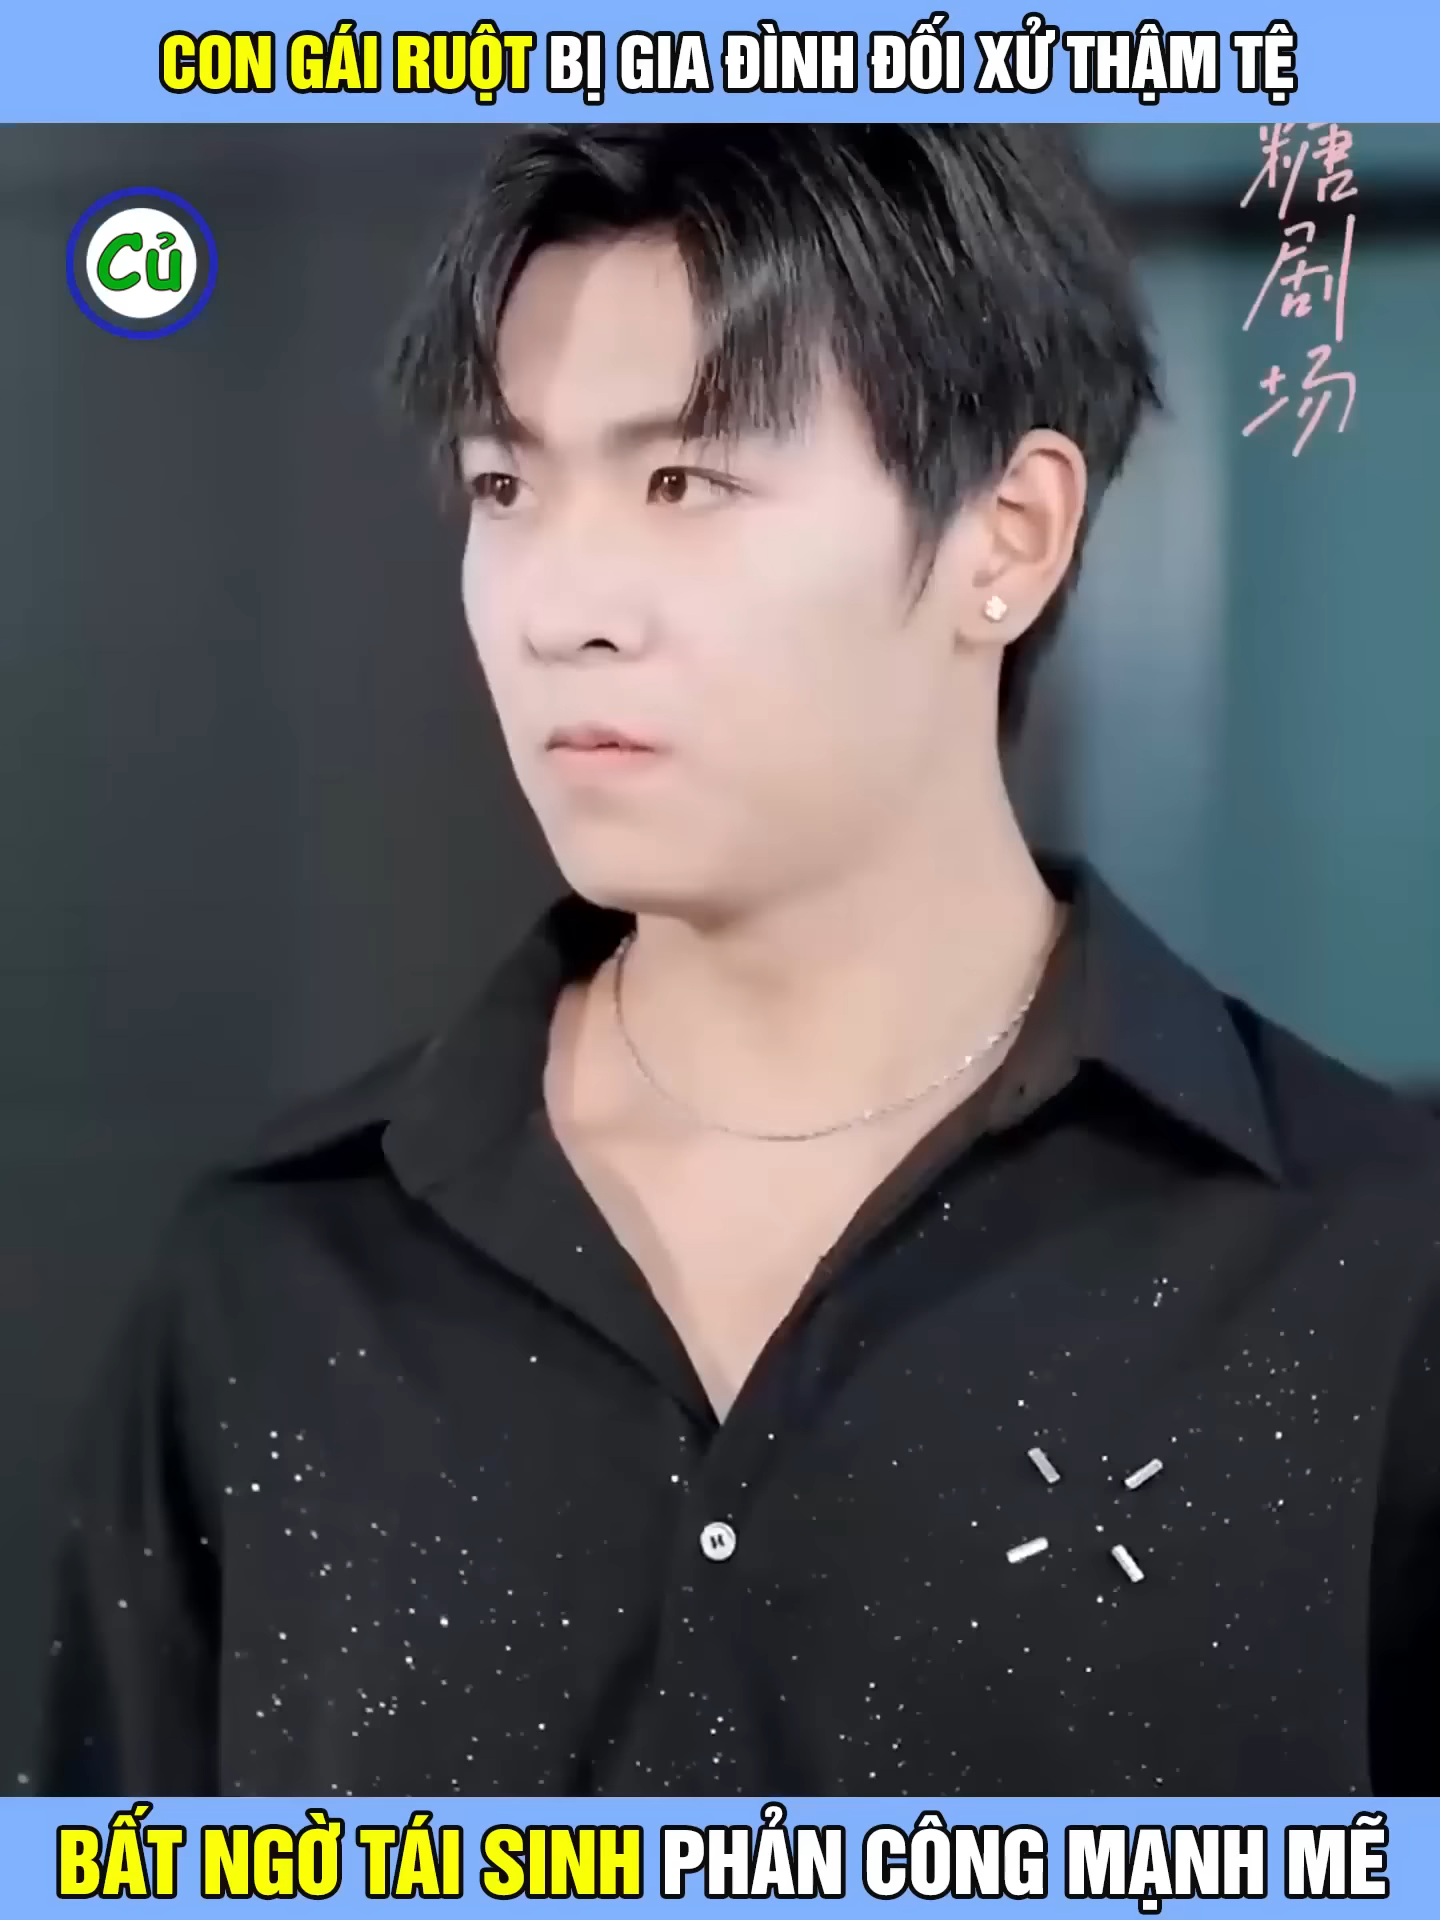 CON GÁI RUỘT BỊ GIA ĐÌNH ĐỐI XỬ THẬM TỆ
Củ
糖剧场
BẤT NGỜ TÁI SINH PHẢN CÔNG MẠNH MẼ